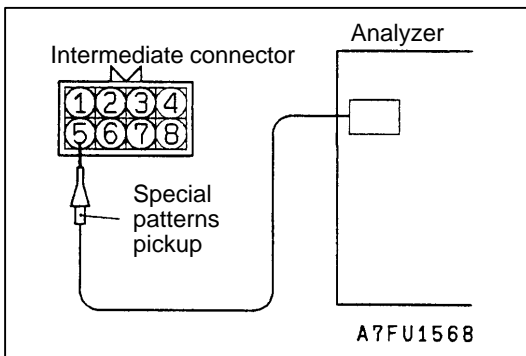 Analyzer
Intermediate connector
1 2 3 4
5 6 7 8
Special
patterns
pickup
A7FU1568